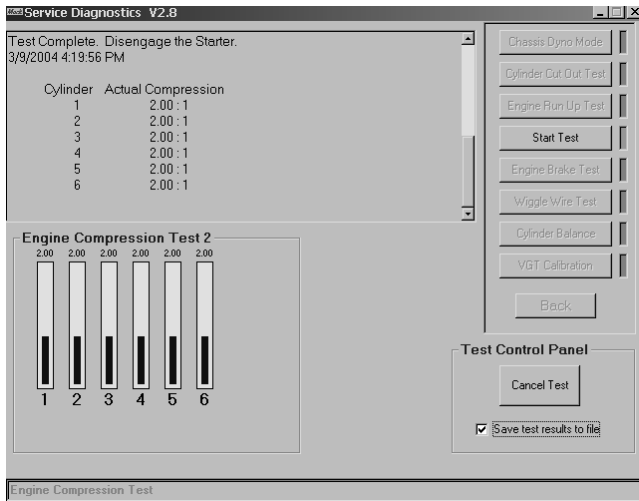 Service Diagnostics V2.8
Test Complete. Disengage the Starter.
3/9/2004 4:19:56 PM
Cylinder Actual Compression
1 2.00 : 1
2 2.00 : 1
3 2.00 : 1
4 2.00 : 1
5 2.00 : 1
6 2.00 : 1
Engine Compression Test 2
2.00 2.00 2.00 2.00 2.00 2.00
1 2 3 4 5 6
Chassis Dyno Mode
Cylinder Cut Out Test
Engine Run Up Test
Start Test
Engine Brake Test
Wiggle Wire Test
Cylinder Balance
VGT Calibration
Back
Test Control Panel
Cancel Test
Save test results to file
Engine Compression Test